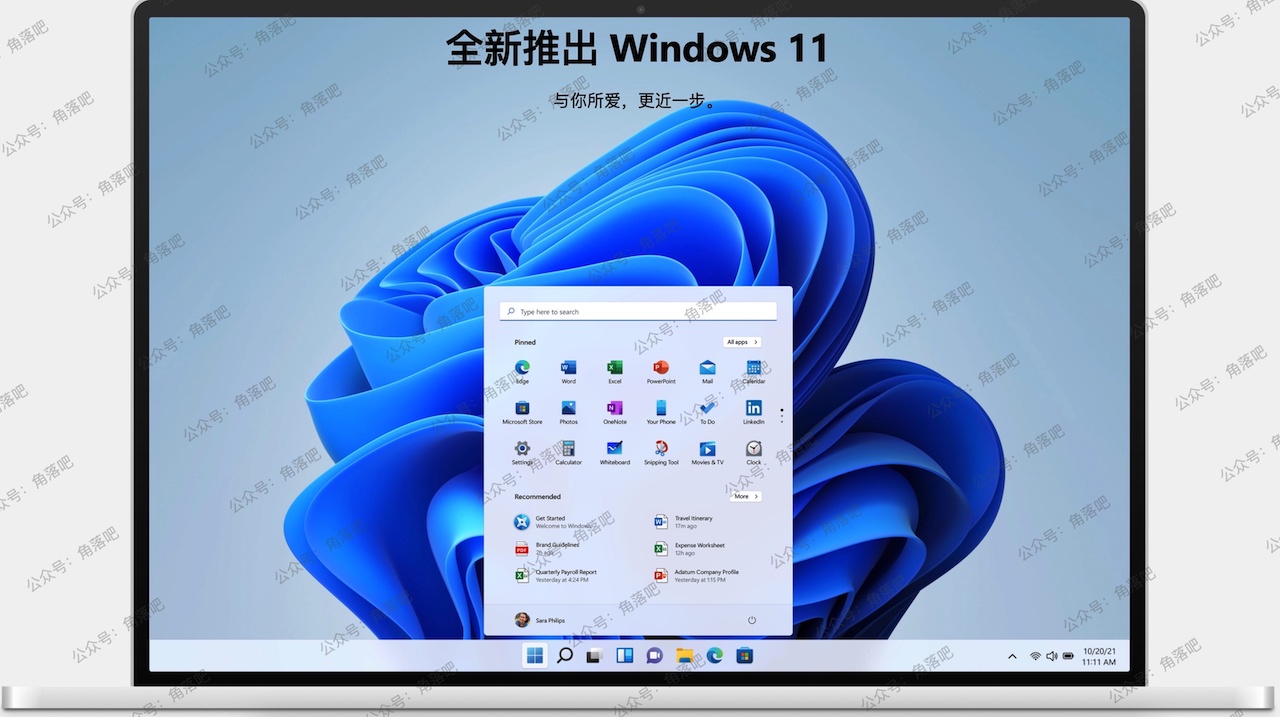 全新推出 Windows 11
与你所爱，更近一步。
Type here to search
Pinned
All apps >
Edge Word Excel PowerPoint Mail Calendar
Microsoft Store Photos OneNote Your Phone To Do LinkedIn
Settings Calculator Whiteboard Snipping Tool Movies & TV Clock
Recommended
More >
Get Started
Welcome to Windows
Travel Itinerary
17m ago
Brand Guidelines
2h ago
Expense Worksheet
12h ago
Quarterly Payroll Report
Yesterday at 4:24 PM
Adatum Company Profile
Yesterday at 1:15 PM
Sara Philips
10/20/21
11:11 AM
公众号：角落吧